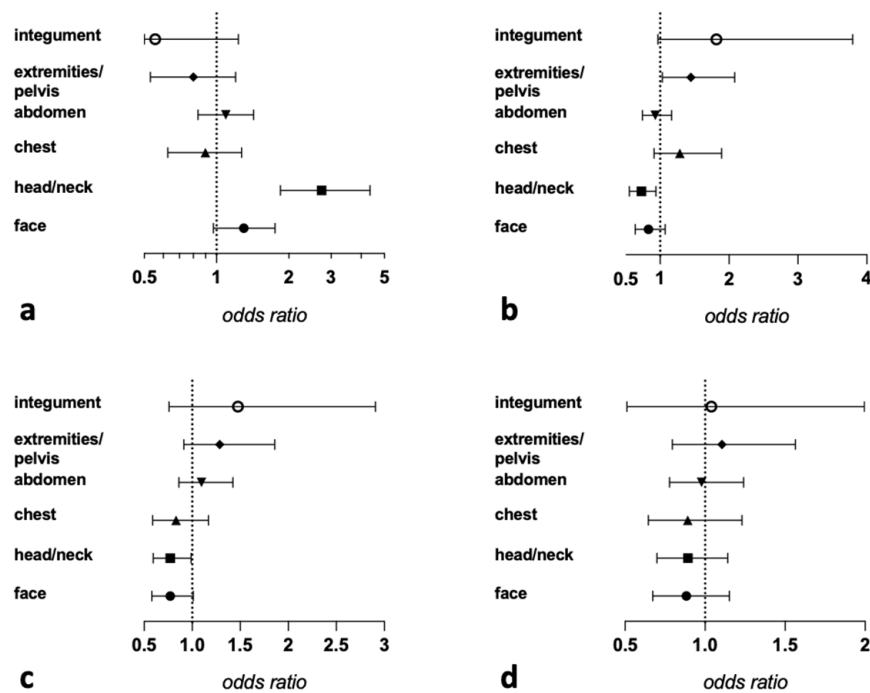 integument
extremities/
pelvis
abdomen
chest
head/neck
face
0.5 1 2 3 5
a
odds ratio
integument
extremities/
pelvis
abdomen
chest
head/neck
face
0.5 1 2 3 4
b
odds ratio
integument
extremities/
pelvis
abdomen
chest
head/neck
face
0.5 1.0 1.5 2 2.5 3
c
odds ratio
integument
extremities/
pelvis
abdomen
chest
head/neck
face
0.5 1.0 1.5 2
d
odds ratio